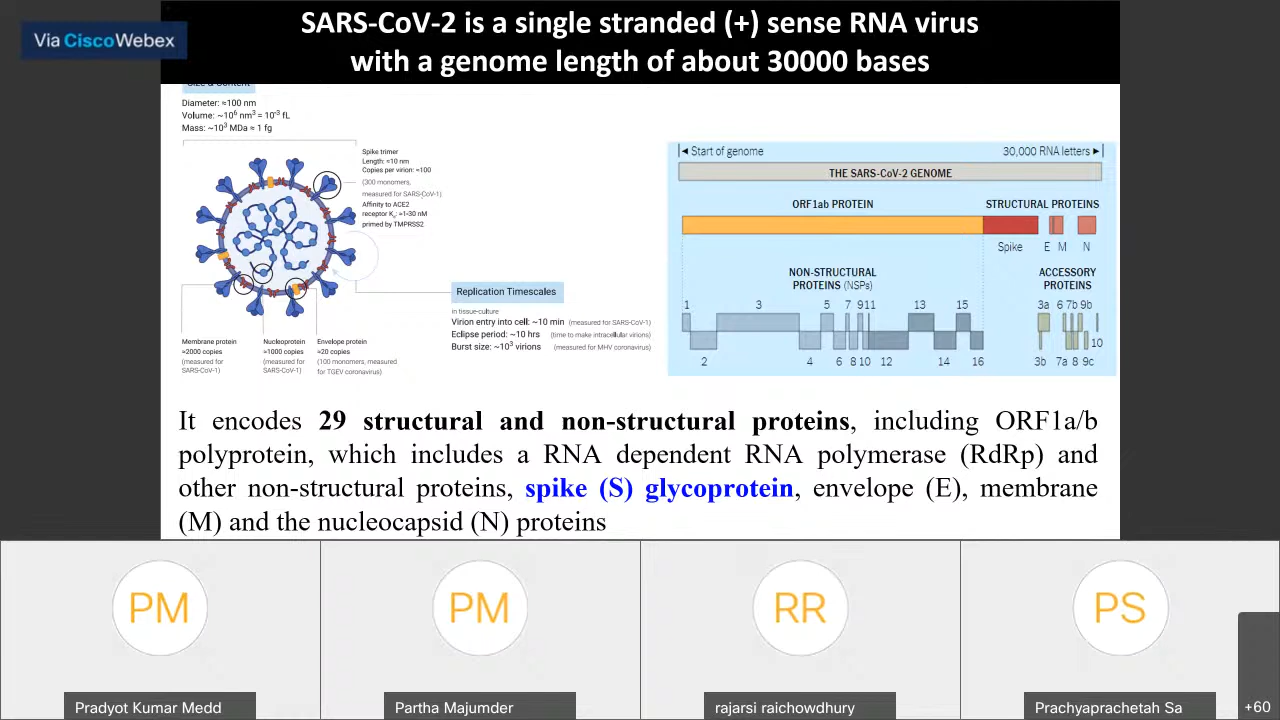 SARS-CoV-2 is a single stranded (+) sense RNA virus
with a genome length of about 30000 bases
Via CiscoWebex
Size & Content
Diameter: ≈100 nm
Volume: ~10⁶ nm³ = 10⁻³ fL
Mass: ~10³ MDa ≈ 1 fg
Spike trimer
Length: ≈10 nm
Copies per virion: ≈100
(300 monomers,
measured for SARS-CoV-1)
Affinity to ACE2
primed by TMPRSS2
Membrane protein
≈2000 copies
(measured for
SARS-CoV-1)
Nucleoprotein
≈1000 copies
(measured for
SARS-CoV-1)
Envelope protein
≈20 copies
(100 monomers, measured
for TGEV coronavirus)
Replication Timescales
in tissue-culture
Virion entry into cell: ~10 min (measured for SARS-CoV-1)
Eclipse period: ~10 hrs (time to make intracellular virions)
Burst size: ~10³ virions (measured for MHV coronavirus)
Start of genome 30,000 RNA letters
THE SARS-CoV-2 GENOME
ORF1ab PROTEIN STRUCTURAL PROTEINS
Spike E M N
NON-STRUCTURAL
PROTEINS (NSPs)
ACCESSORY
PROTEINS
1 3 5 7 9 11 13 15
2 4 6 8 10 12 14 16
3a 6 7b 9b
10
3b 7a 8 9c
It encodes 29 structural and non-structural proteins, including ORF1a/b
polyprotein, which includes a RNA dependent RNA polymerase (RdRp) and
other non-structural proteins, spike (S) glycoprotein, envelope (E), membrane
(M) and the nucleocapsid (N) proteins
PM PM RR PS
Pradyot Kumar Medd Partha Majumder rajarsi raichowdhury Prachyaprachetah Sa +60